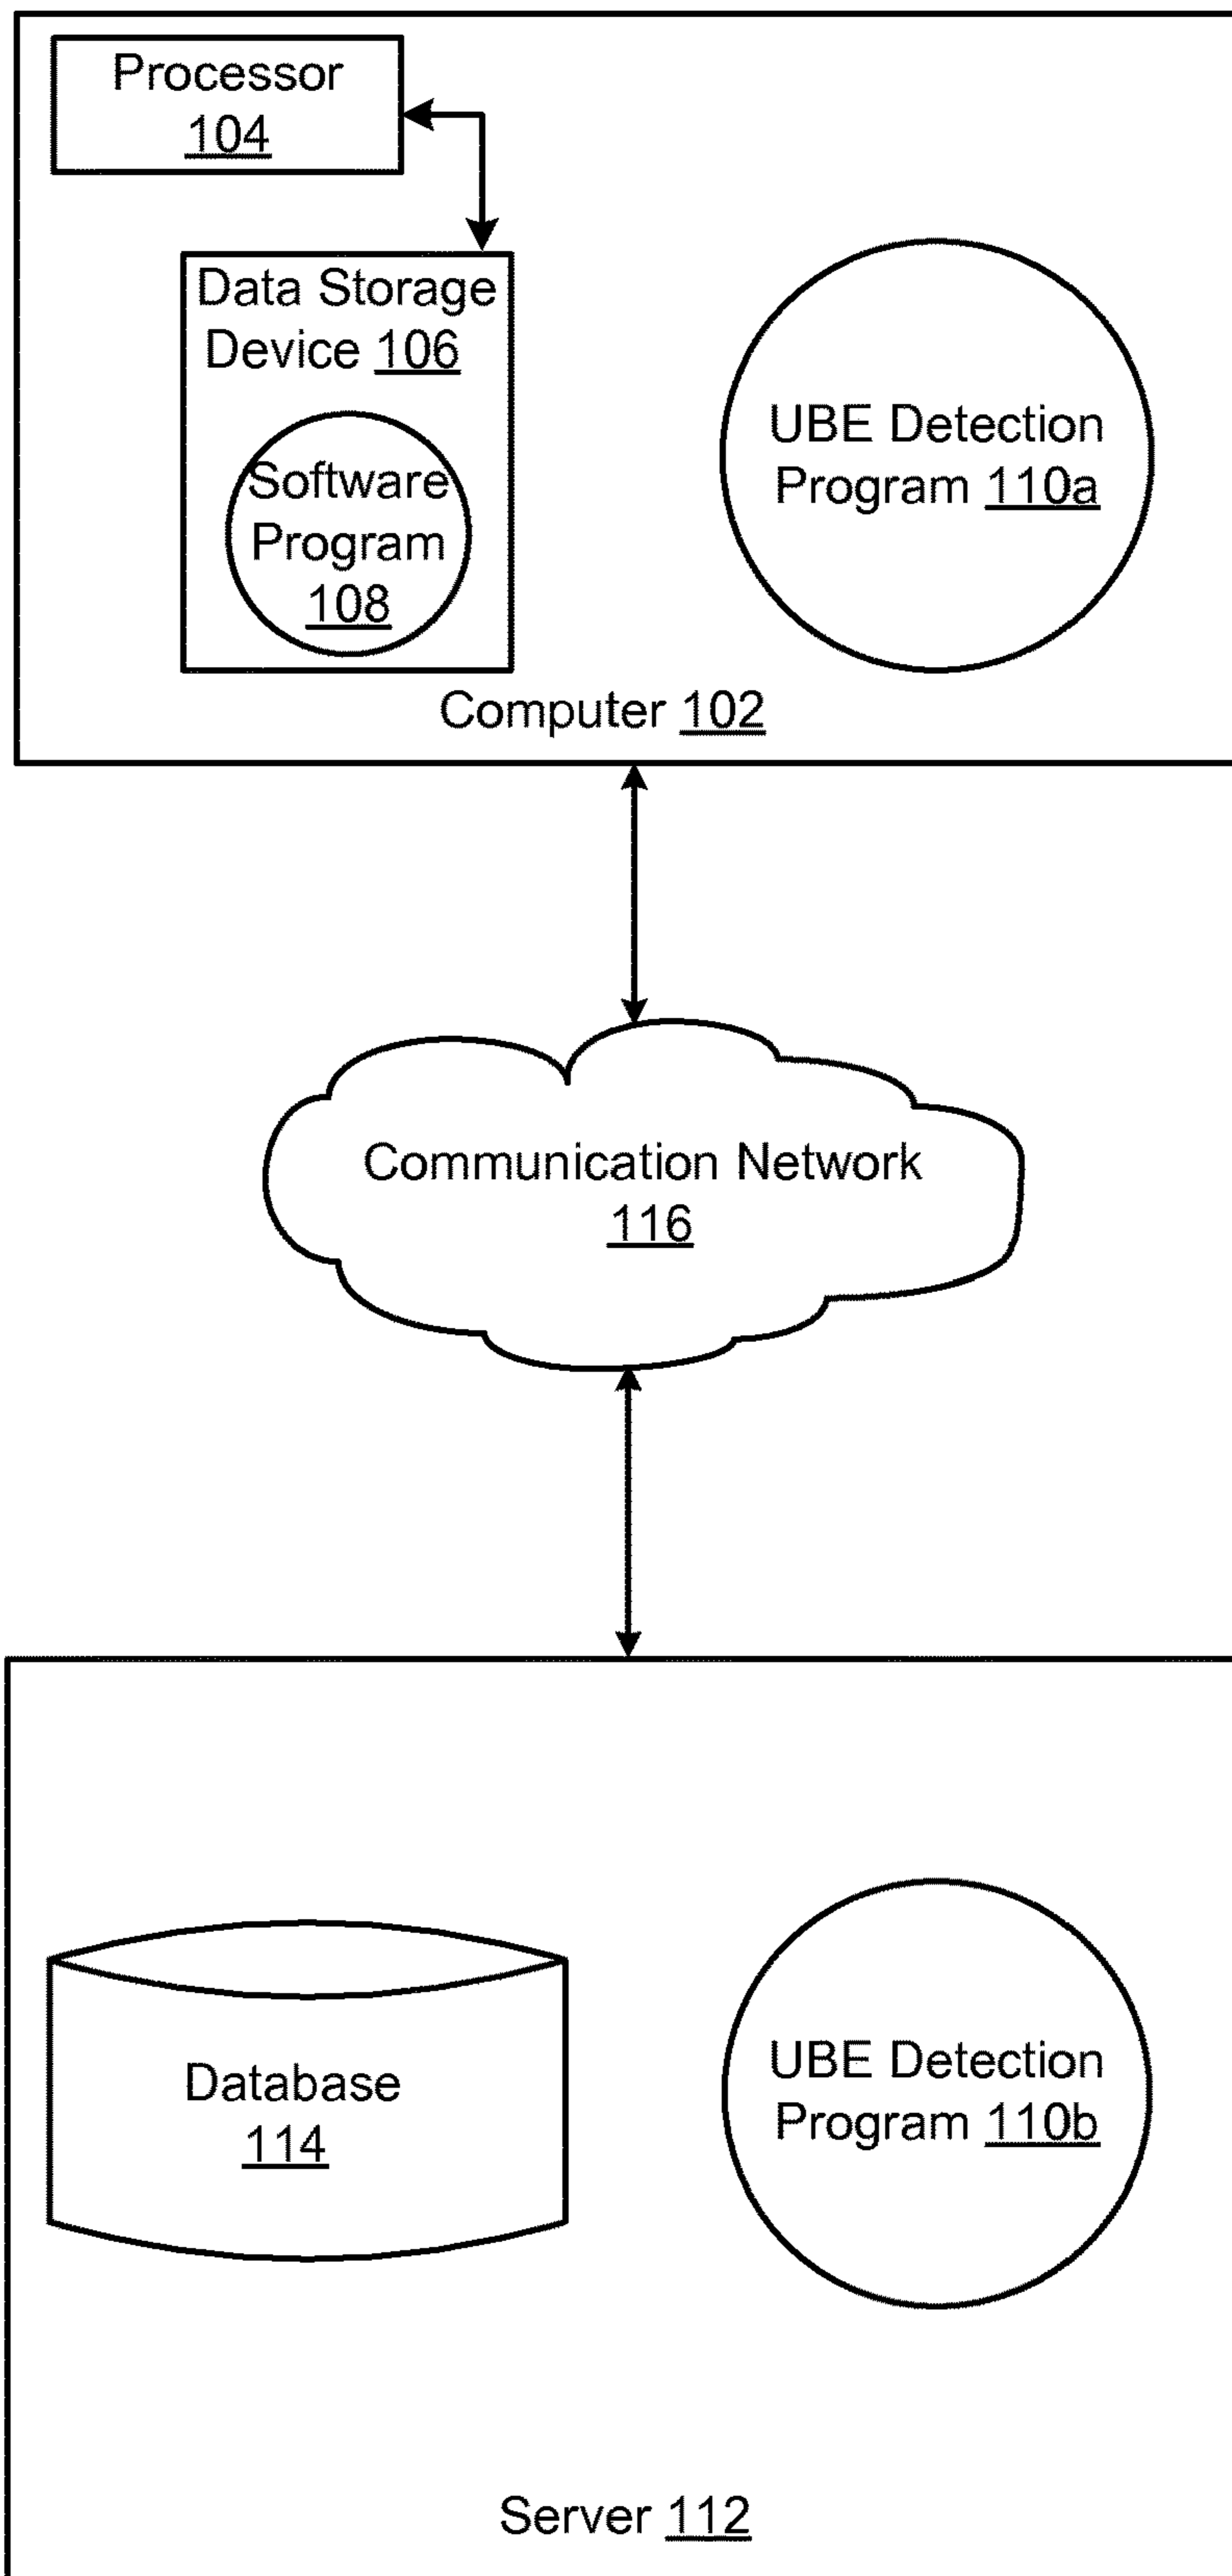 Processor
104
Data Storage
Device 106
Software
Program
108
UBE Detection
Program 110a
Computer 102
Communication Network
116
Database
114
UBE Detection
Program 110b
Server 112